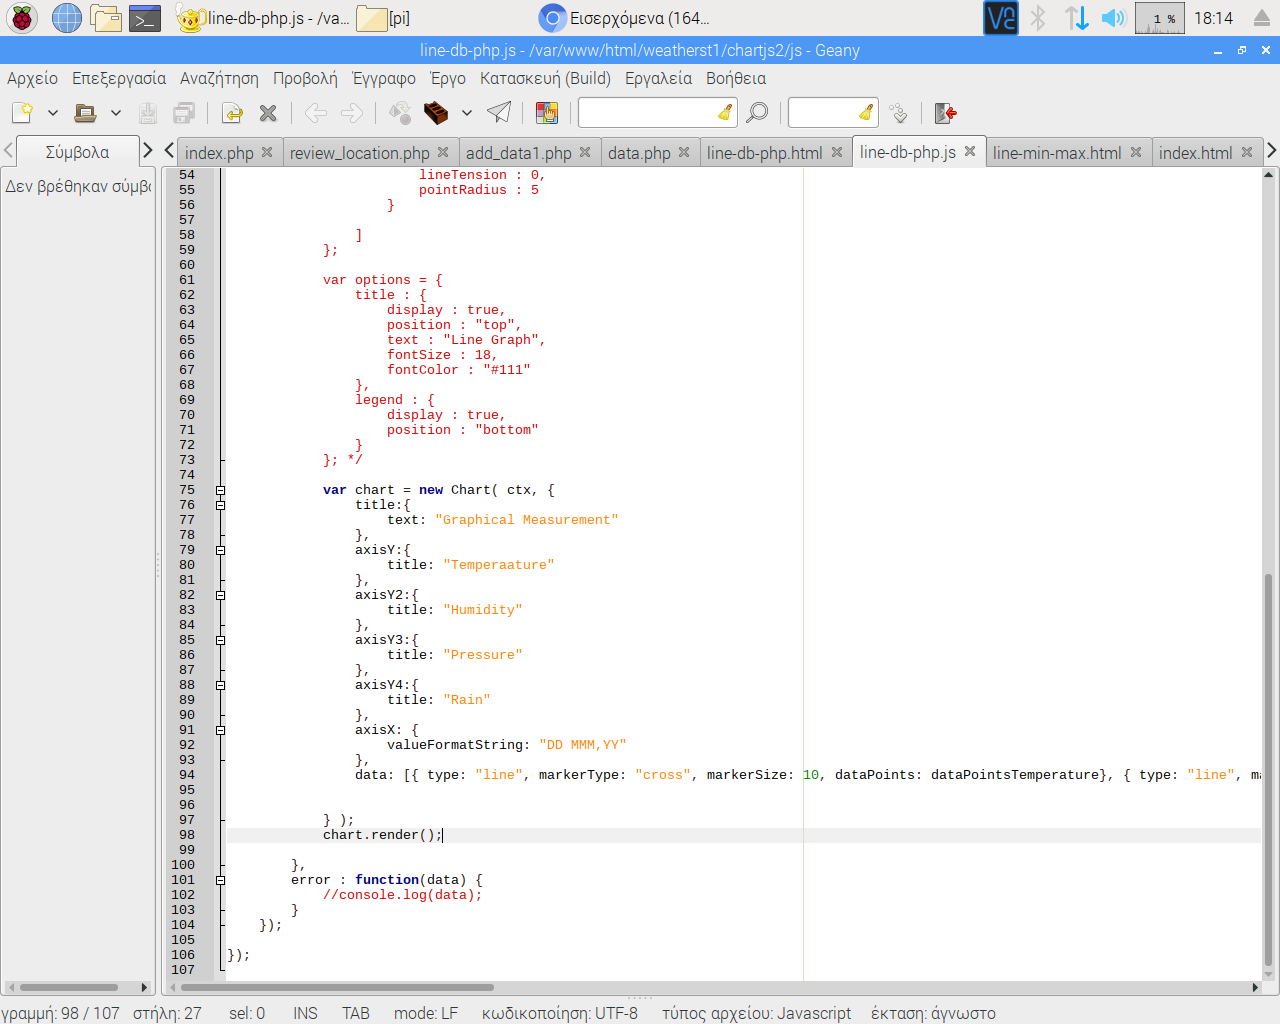 line-db-php.js - /va... [pi] Εισερχόμενα (164... 1 % 18:14
line-db-php.js - /var/www/html/weatherst1/chartjs2/js - Geany
Αρχείο Επεξεργασία Αναζήτηση Προβολή Έγγραφο Έργο Κατασκευή (Build) Εργαλεία Βοήθεια
Σύμβολα index.php review_location.php add_data1.php data.php line-db-php.html line-db-php.js line-min-max.html index.html
Δεν βρέθηκαν σύμβο
54 lineTension : 0,
55 pointRadius : 5
56 }
57
58 ]
59 };
60
61 var options = {
62 title : {
63 display : true,
64 position : "top",
65 text : "Line Graph",
66 fontSize : 18,
67 fontColor : "#111"
68 },
69 legend : {
70 display : true,
71 position : "bottom"
72 }
73 }; */
74
75 var chart = new Chart( ctx, {
76 title:{
77 text: "Graphical Measurement"
78 },
79 axisY:{
80 title: "Temperaature"
81 },
82 axisY2:{
83 title: "Humidity"
84 },
85 axisY3:{
86 title: "Pressure"
87 },
88 axisY4:{
89 title: "Rain"
90 },
91 axisX: {
92 valueFormatString: "DD MMM,YY"
93 },
94 data: [{ type: "line", markerType: "cross", markerSize: 10, dataPoints: dataPointsTemperature}, { type: "line", ma
95
96
97 } );
98 chart.render();
99
100 },
101 error : function(data) {
102 //console.log(data);
103 }
104 });
105
106 });
107
γραμμή: 98 / 107 στήλη: 27 sel: 0 INS TAB mode: LF κωδικοποίηση: UTF-8 τύπος αρχείου: Javascript έκταση: άγνωστο